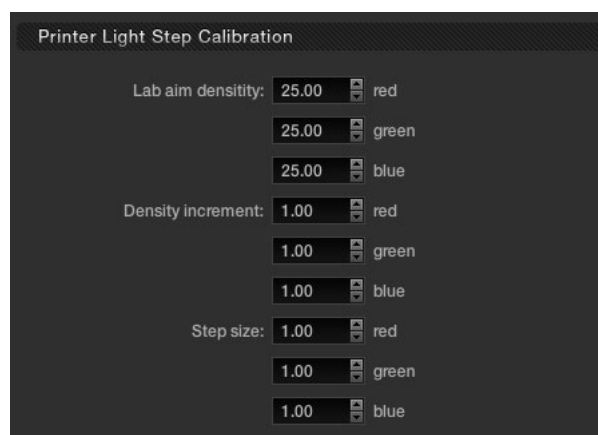 Printer Light Step Calibration
Lab aim densitity: 25.00 red
25.00 green
25.00 blue
Density increment: 1.00 red
1.00 green
1.00 blue
Step size: 1.00 red
1.00 green
1.00 blue